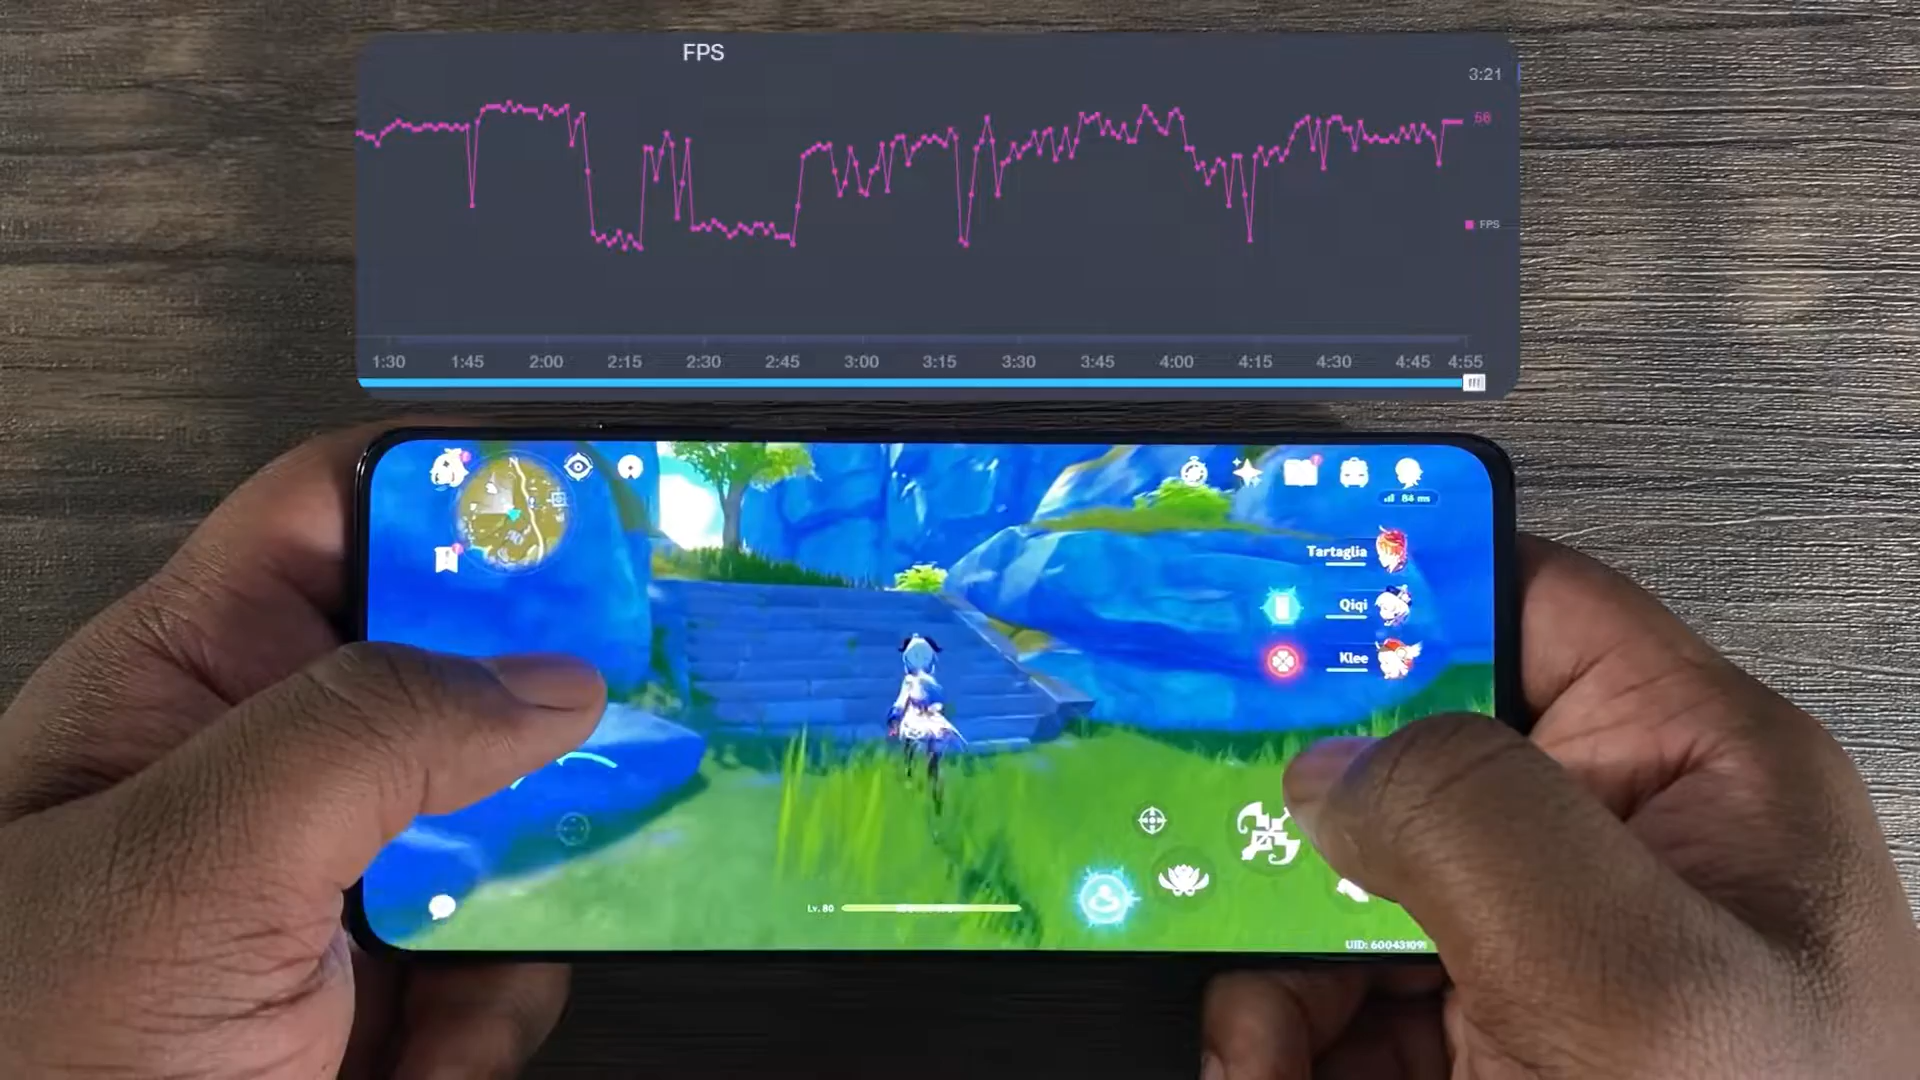 FPS
3:21
56
FPS
1:30 1:45 2:00 2:15 2:30 2:45 3:00 3:15 3:30 3:45 4:00 4:15 4:30 4:45 4:55
84 ms
Tartaglia
Qiqi
Klee
Lv. 80
UID: 600431091